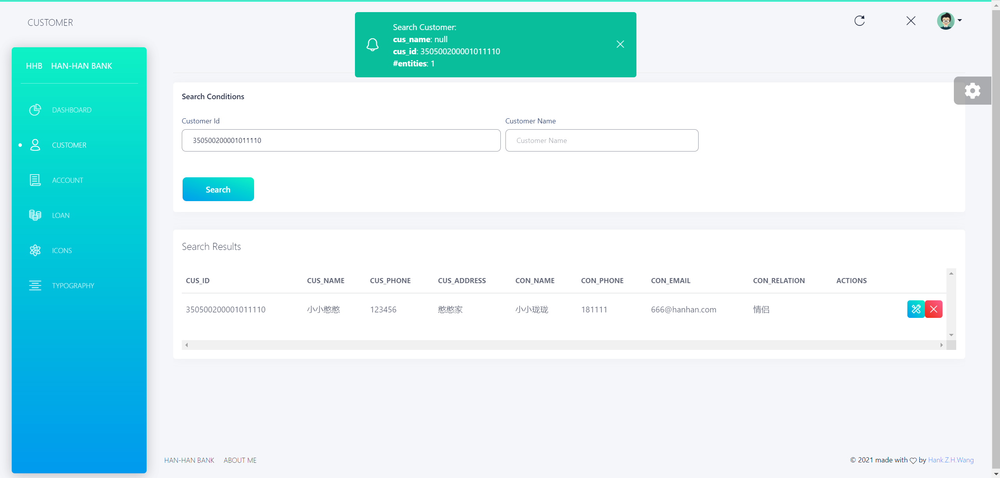 CUSTOMER
Search Customer:
cus_name: null
cus_id: 350500200001011110
#entities: 1
HHB HAN-HAN BANK
DASHBOARD
CUSTOMER
ACCOUNT
LOAN
ICONS
TYPOGRAPHY
Search Conditions
Customer Id Customer Name
350500200001011110 Customer Name
Search
Search Results
CUS_ID CUS_NAME CUS_PHONE CUS_ADDRESS CON_NAME CON_PHONE CON_EMAIL CON_RELATION ACTIONS
350500200001011110 小小憨憨 123456 憨憨家 小小珑珑 181111 666@hanhan.com 情侣
HAN-HAN BANK ABOUT ME
© 2021 made with ♡ by Hank.Z.H.Wang